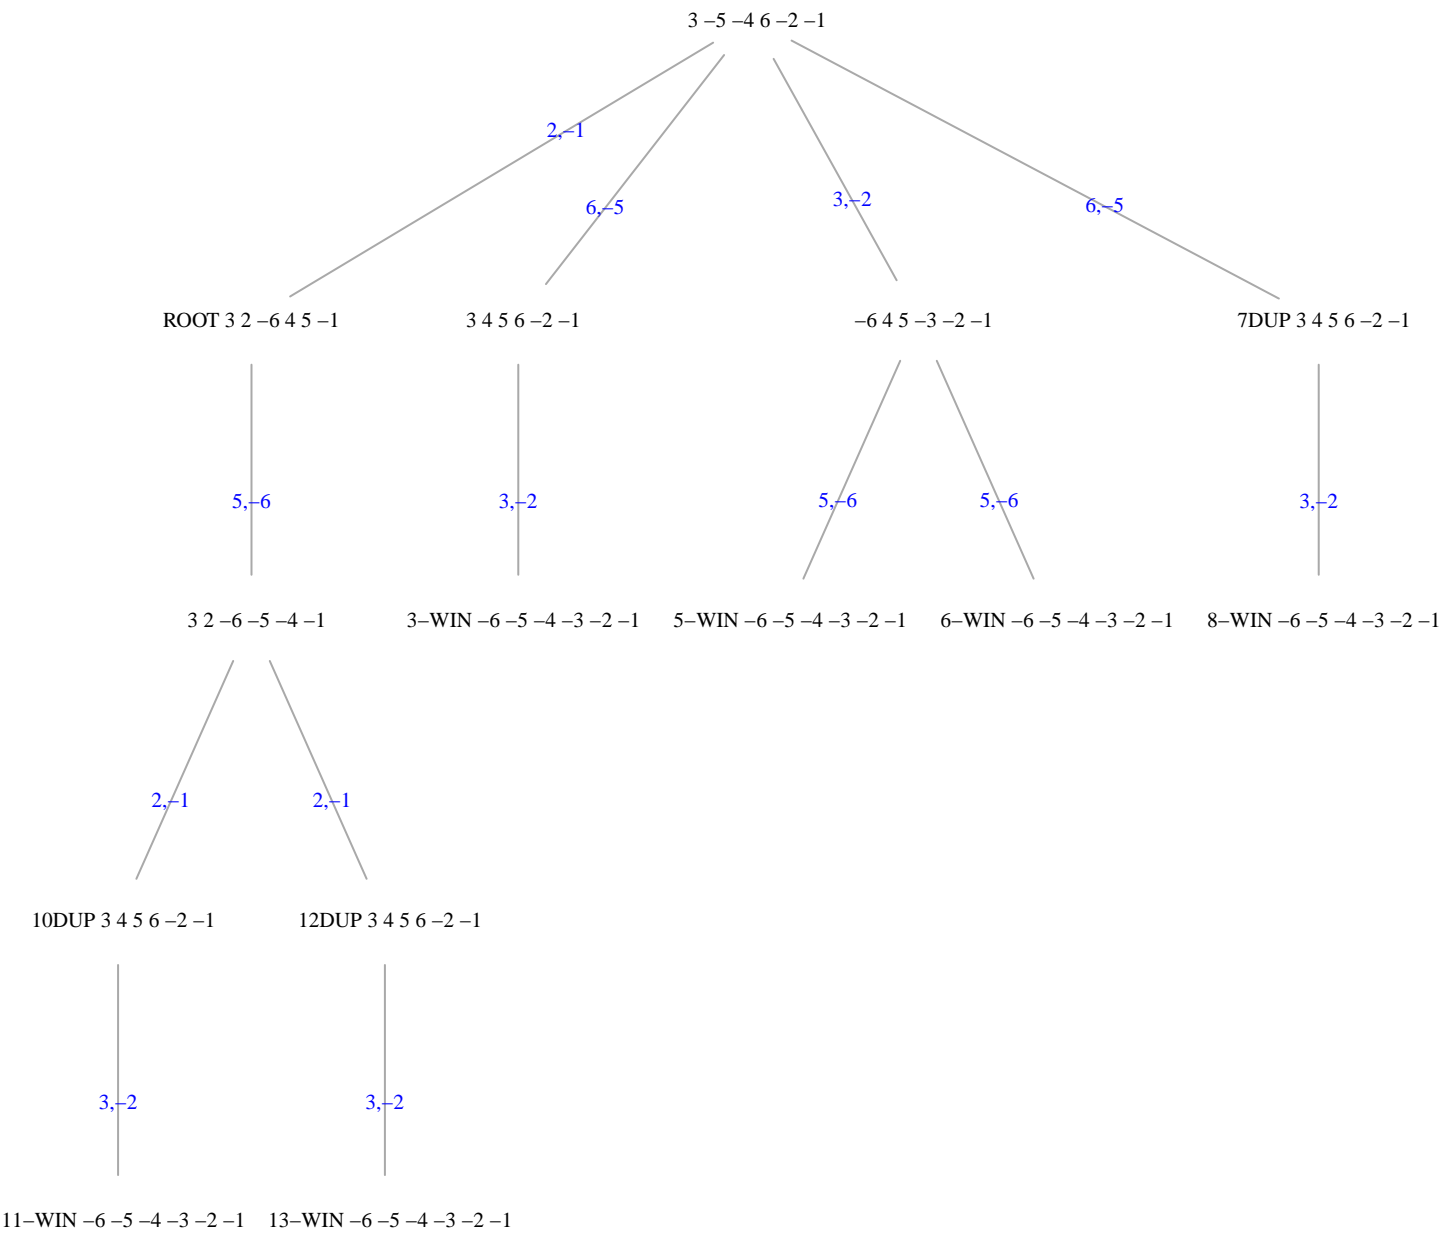 3 –5 –4 6 –2 –1
2,–1
6,–5
3,–2
6,–5
ROOT 3 2 –6 4 5 –1
3 4 5 6 –2 –1
–6 4 5 –3 –2 –1
7DUP 3 4 5 6 –2 –1
5,–6
3,–2
5,–6
5,–6
3,–2
3 2 –6 –5 –4 –1
3–WIN –6 –5 –4 –3 –2 –1
5–WIN –6 –5 –4 –3 –2 –1
6–WIN –6 –5 –4 –3 –2 –1
8–WIN –6 –5 –4 –3 –2 –1
2,–1
2,–1
10DUP 3 4 5 6 –2 –1
12DUP 3 4 5 6 –2 –1
3,–2
3,–2
11–WIN –6 –5 –4 –3 –2 –1
13–WIN –6 –5 –4 –3 –2 –1